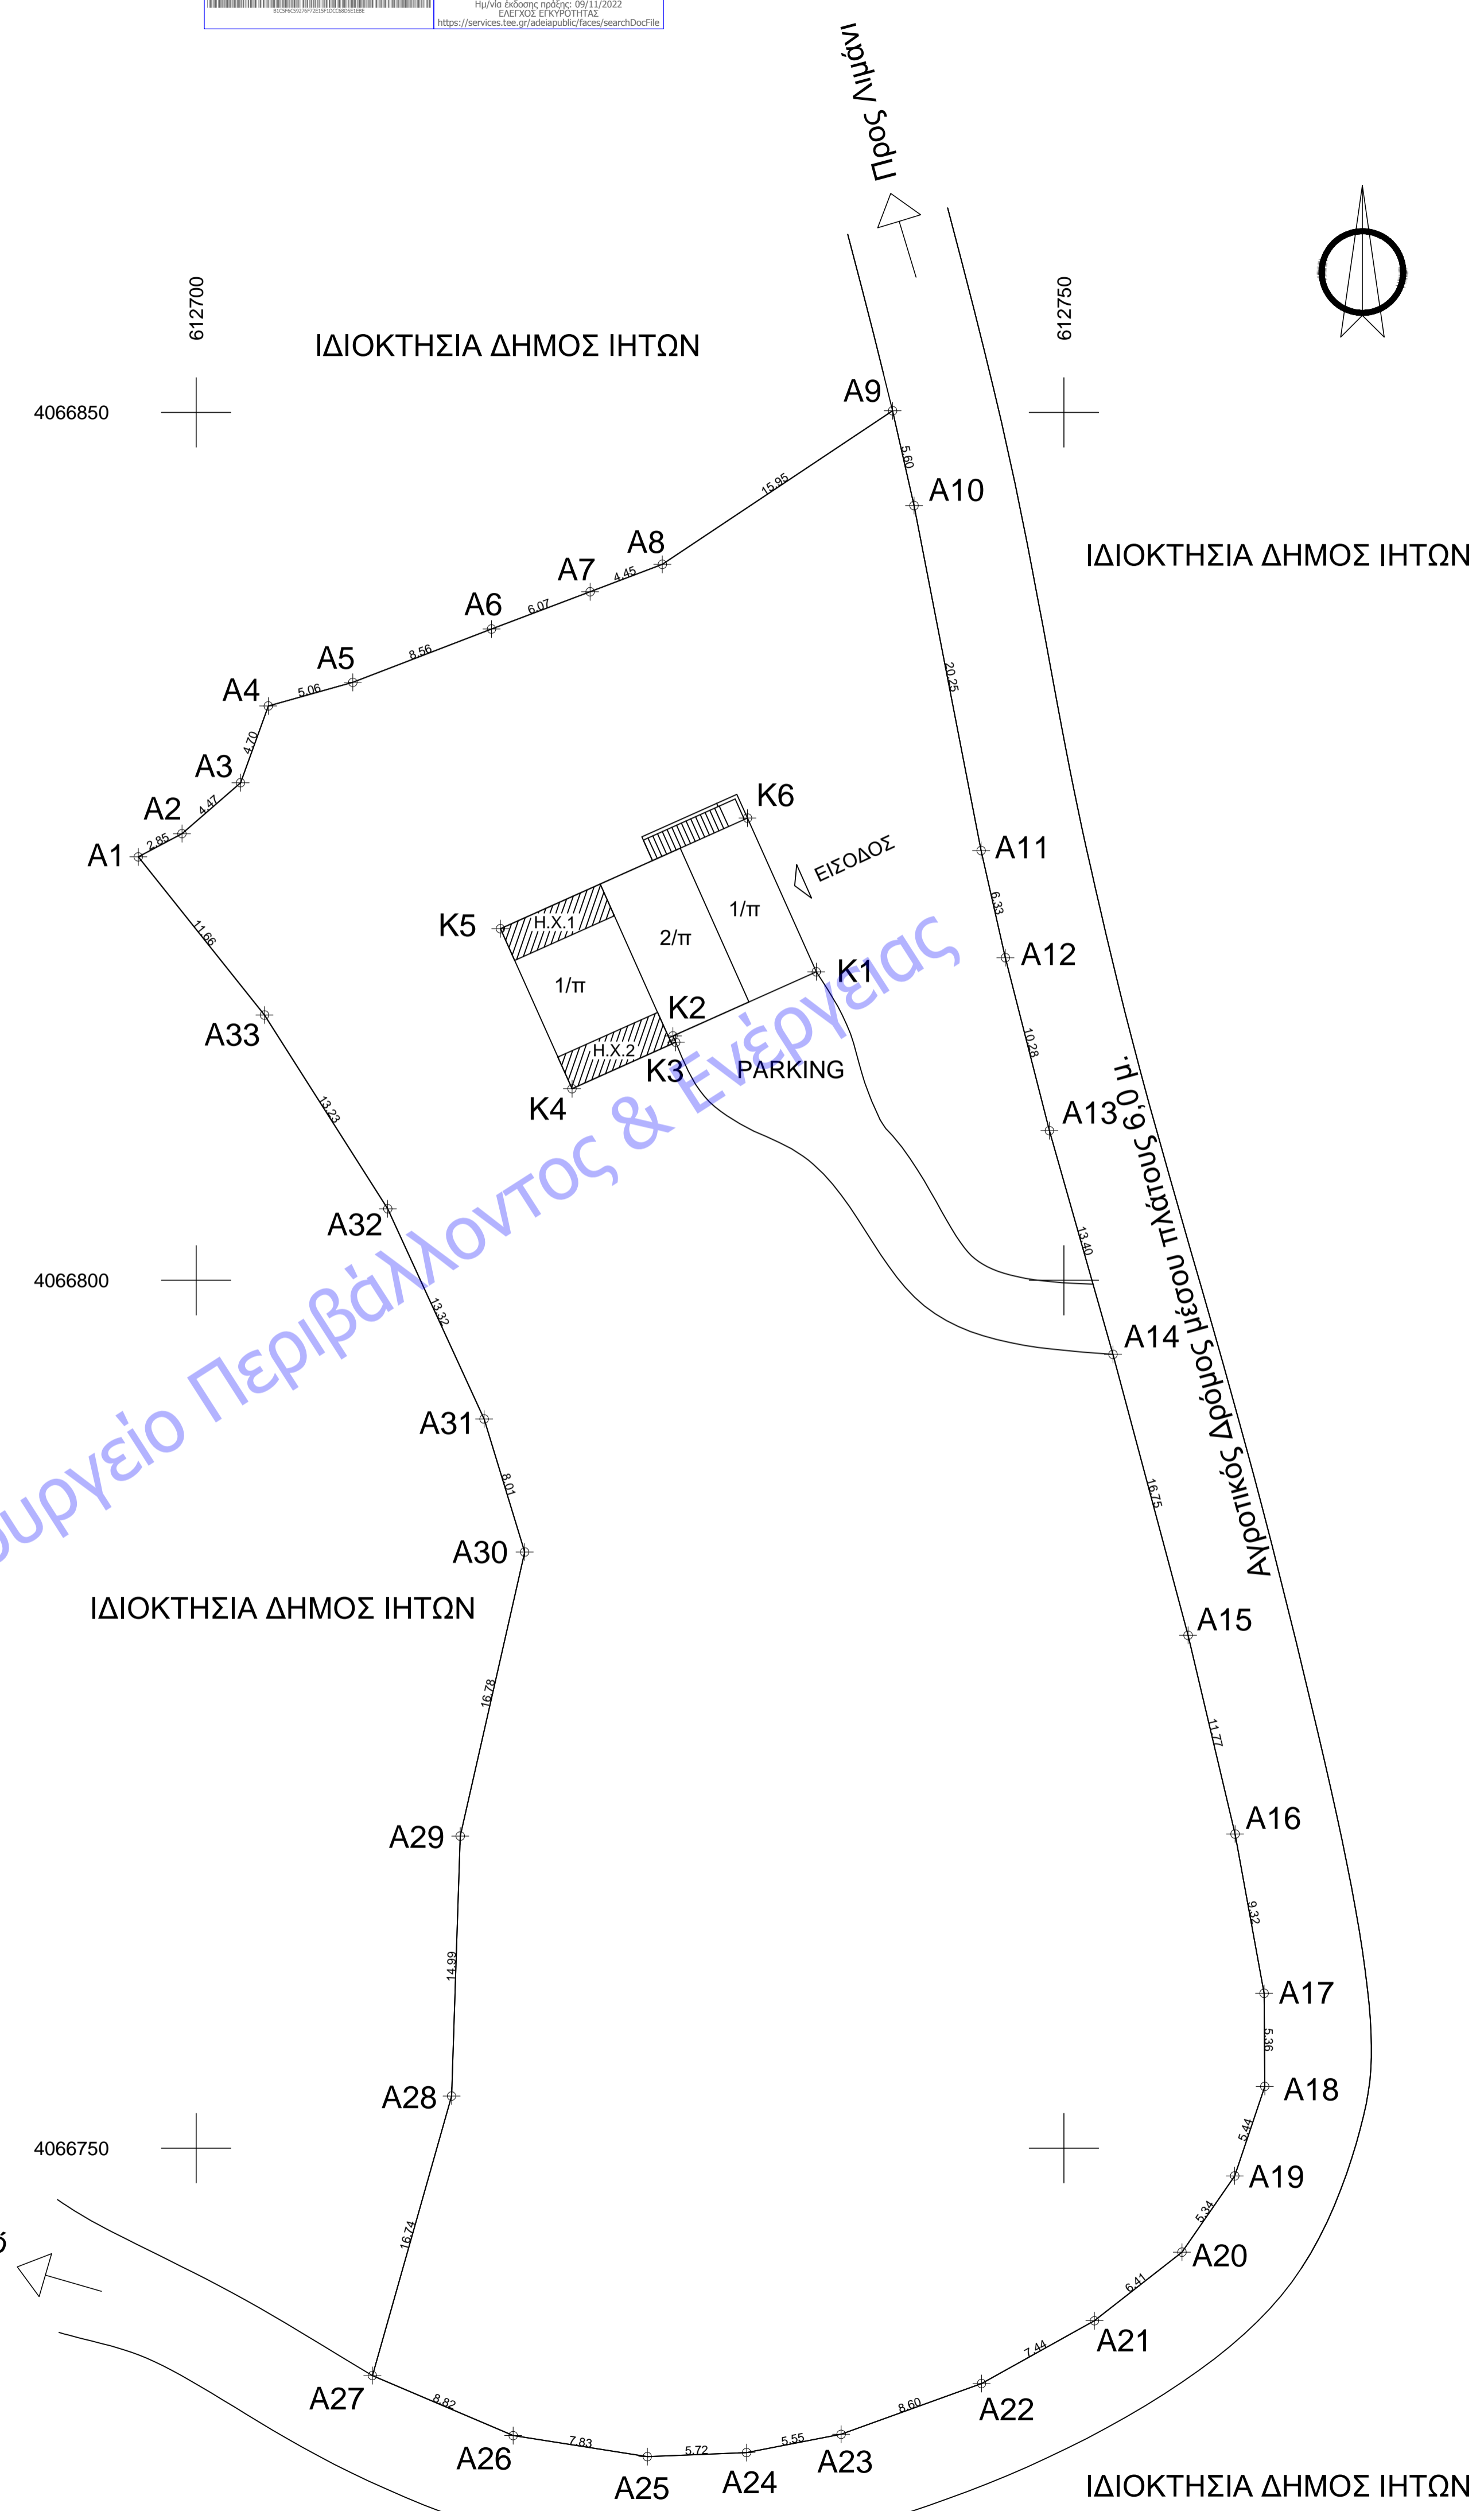 Ημ/νία έκδοσης πράξης: 09/11/2022
ΕΛΕΓΧΟΣ ΕΓΚΥΡΟΤΗΤΑΣ
https://services.tee.gr/adeiapublic/faces/searchDocFile
Προς Λιμάνι
612700
612750
ΙΔΙΟΚΤΗΣΙΑ ΔΗΜΟΣ ΙΗΤΩΝ
4066850
A9
5.60
15.95
A10
ΙΔΙΟΚΤΗΣΙΑ ΔΗΜΟΣ ΙΗΤΩΝ
A8
4.45
A7
6.07
A6
8.56
A5
5.06
A4
4.70
A3
4.47
A2
2.85
A1
20.25
K6
ΕΙΣΟΔΟΣ
A11
6.33
A12
11.66
K5
H.X.1
1/π
2/π
1/π
K1
K2
H.X.2
K3
K4
PARKING
A33
10.28
A13
13.23
Αγροτικός Δρόμος μέσου πλάτους 6,0 μ.
A32
13.40
4066800
13.32
A14
A31
8.01
16.75
A30
ΙΔΙΟΚΤΗΣΙΑ ΔΗΜΟΣ ΙΗΤΩΝ
A15
16.78
11.77
A29
A16
9.32
14.99
A17
5.36
A28
A18
5.44
4066750
A19
5.34
16.74
A20
6.41
A21
7.44
A27
A22
8.82
8.60
A26
7.83
A25
5.72
A24
5.55
A23
ΙΔΙΟΚΤΗΣΙΑ ΔΗΜΟΣ ΙΗΤΩΝ
ουργείο Περιβάλλοντος & Ενέργειας